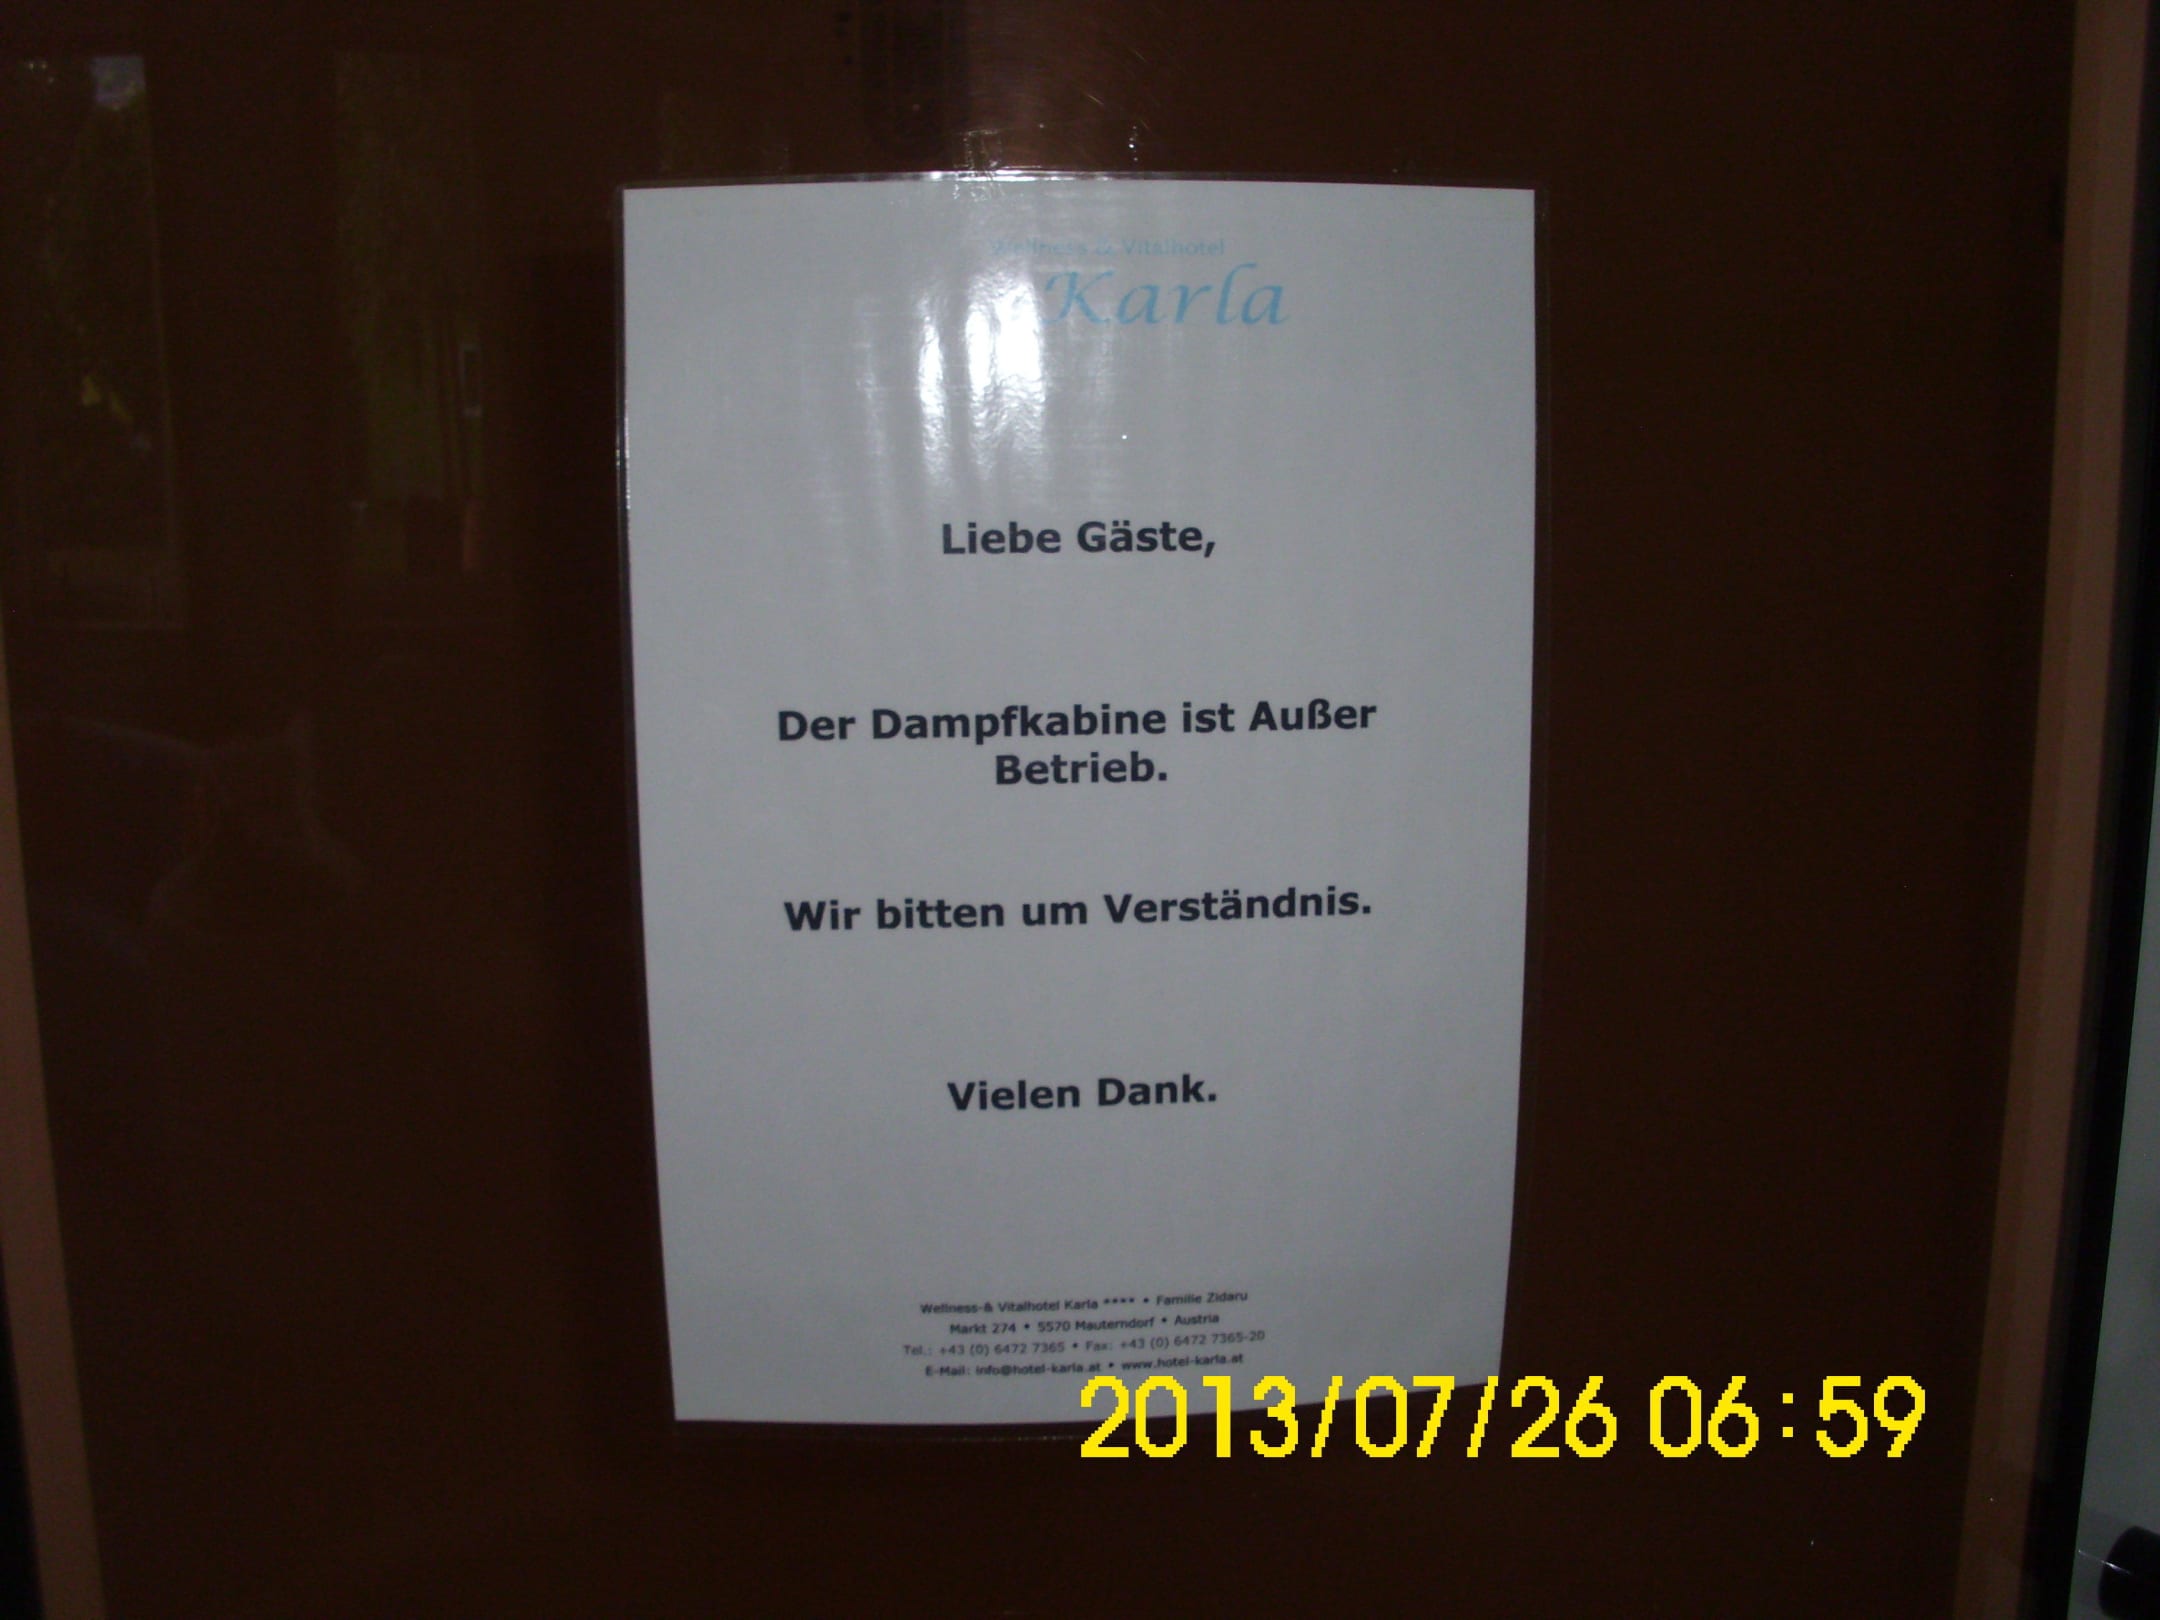 Wellness & Vitalhotel
Karla
Liebe Gäste,
Der Dampfkabine ist Außer
Betrieb.
Wir bitten um Verständnis.
Vielen Dank.
Wellness-& Vitalhotel Karla **** • Familie Zidaru
Markt 274 • 5570 Mauterndorf • Austria
Tel.: +43 (0) 6472 7365 • Fax: +43 (0) 6472 7365-20
E-Mail: info@hotel-karla.at • www.hotel-karla.at
2013/07/26 06:59